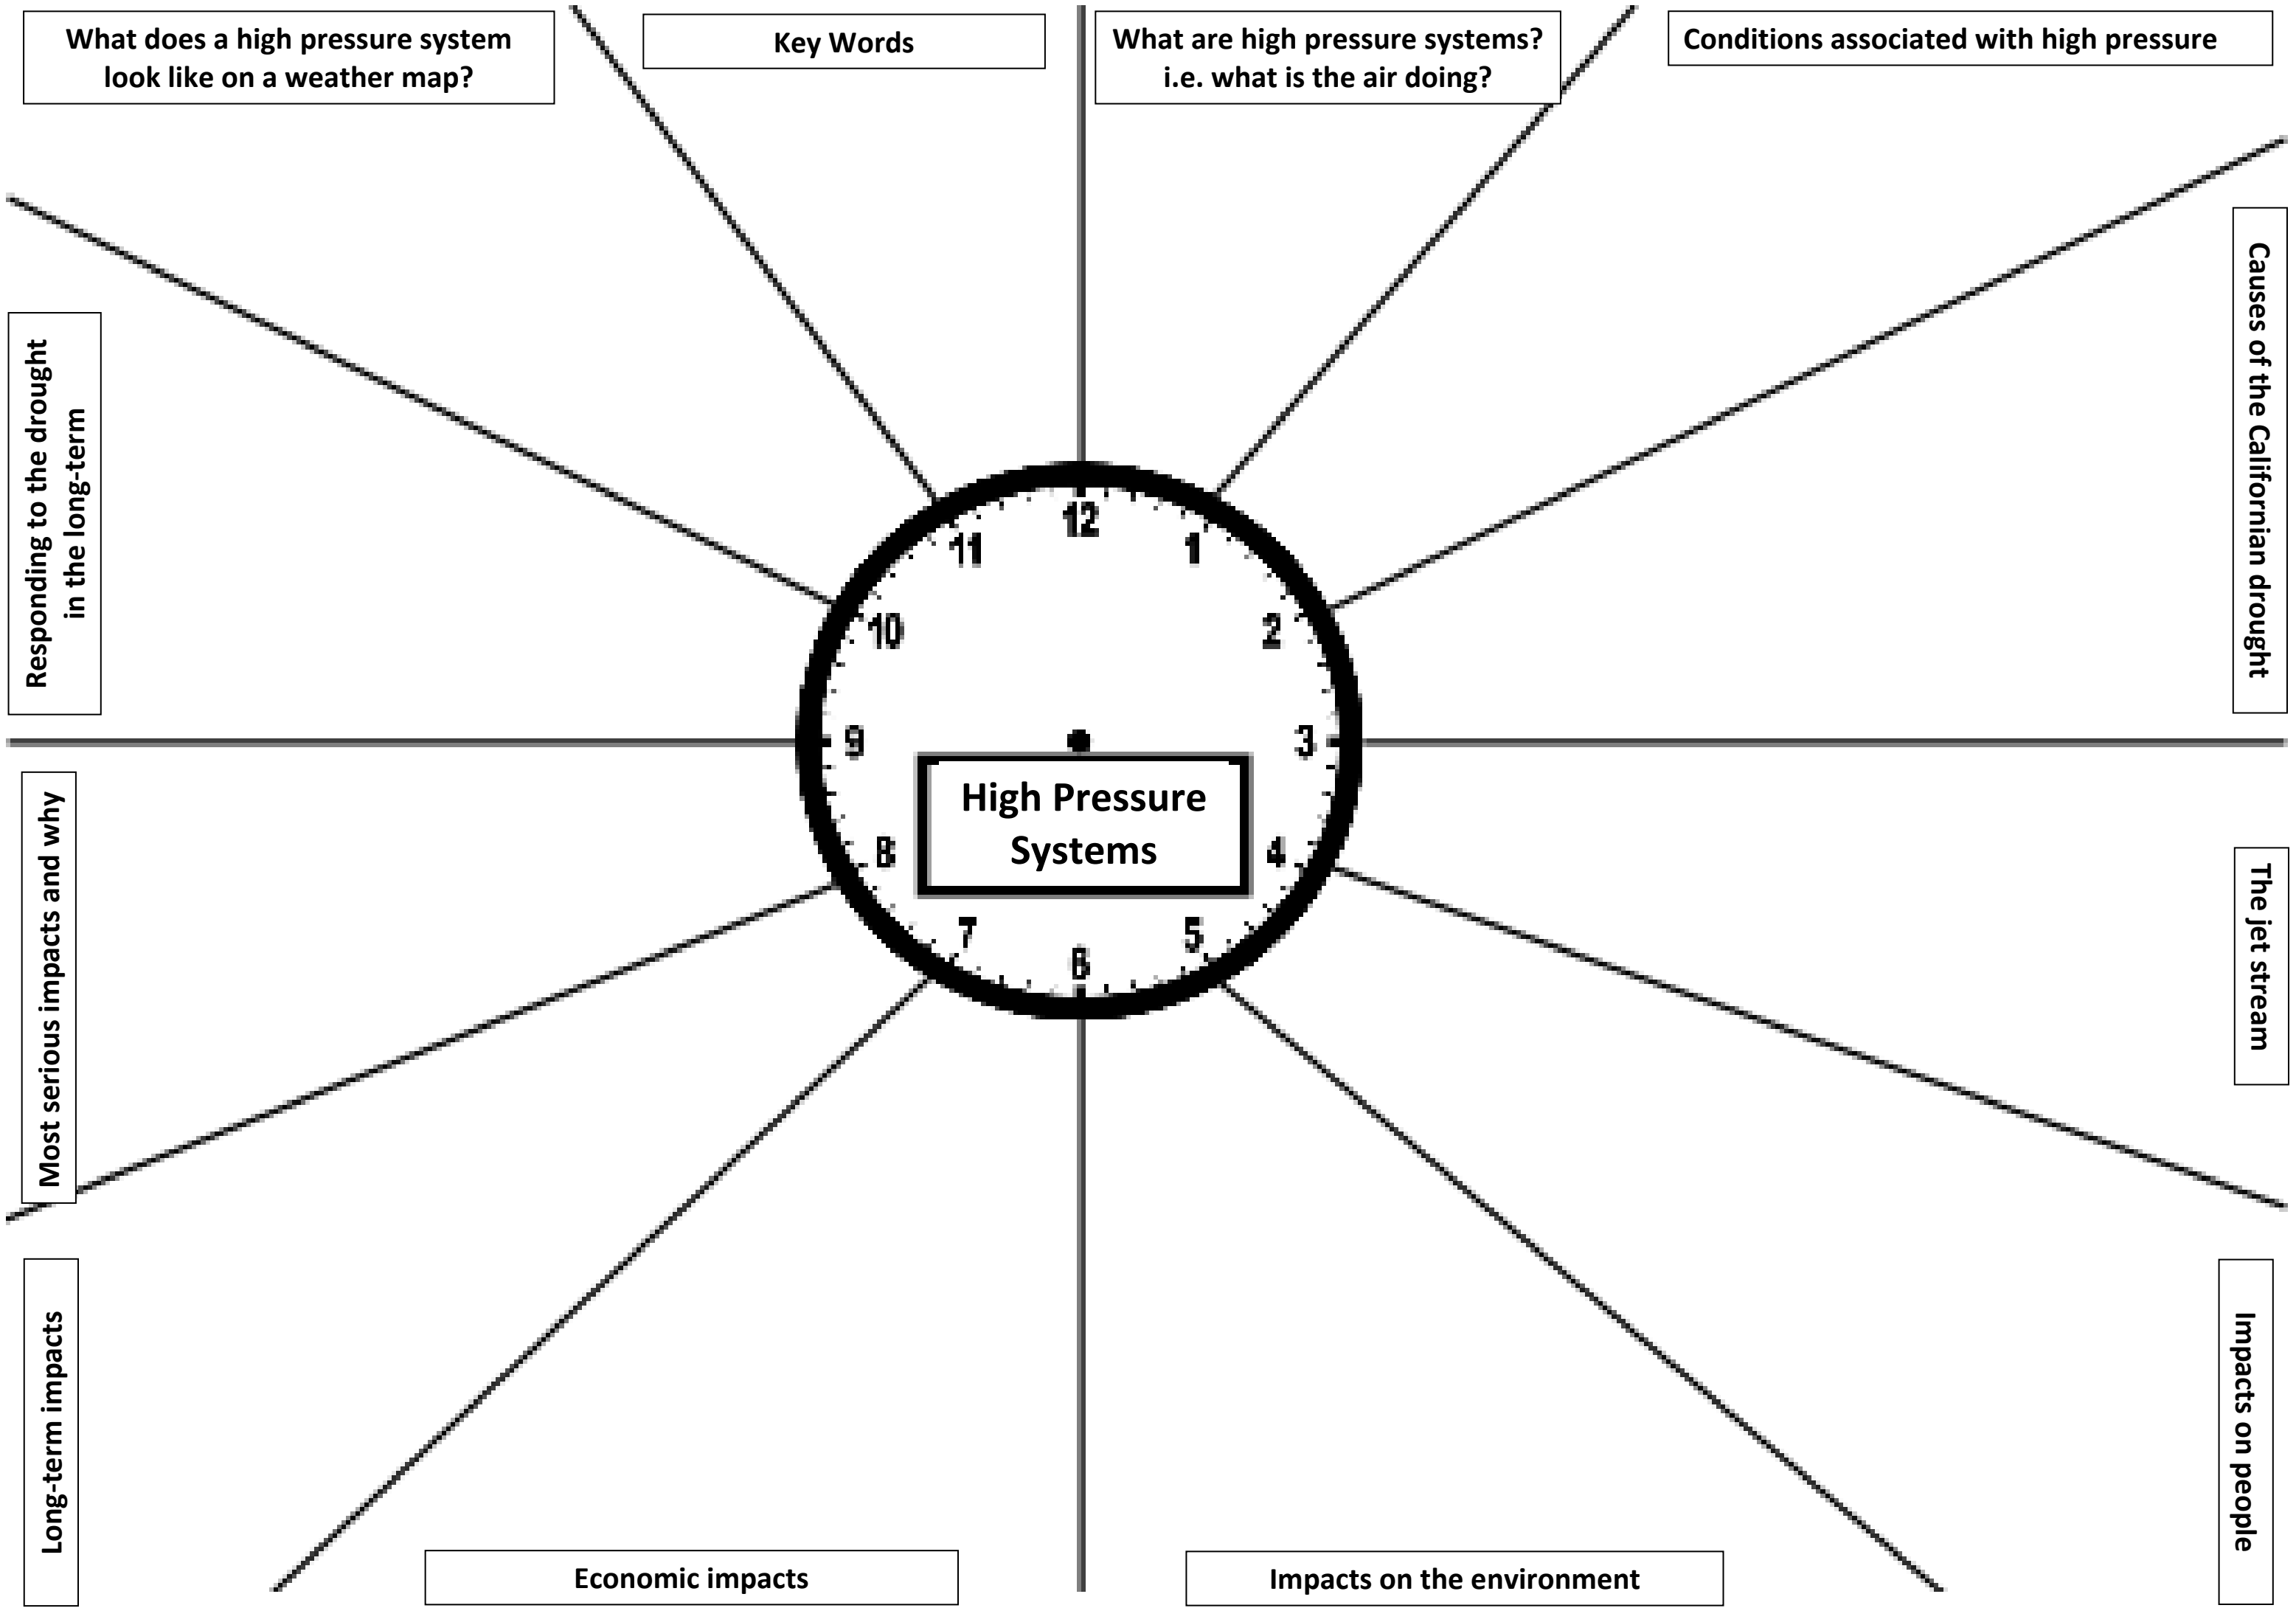 What does a high pressure system
look like on a weather map?
Key Words
What are high pressure systems?
i.e. what is the air doing?
Conditions associated with high pressure
Causes of the Californian drought
The jet stream
Impacts on people
Impacts on the environment
Economic impacts
Long-term impacts
Most serious impacts and why
Responding to the drought
in the long-term
12
1
2
3
4
5
6
7
8
9
10
11
High Pressure
Systems